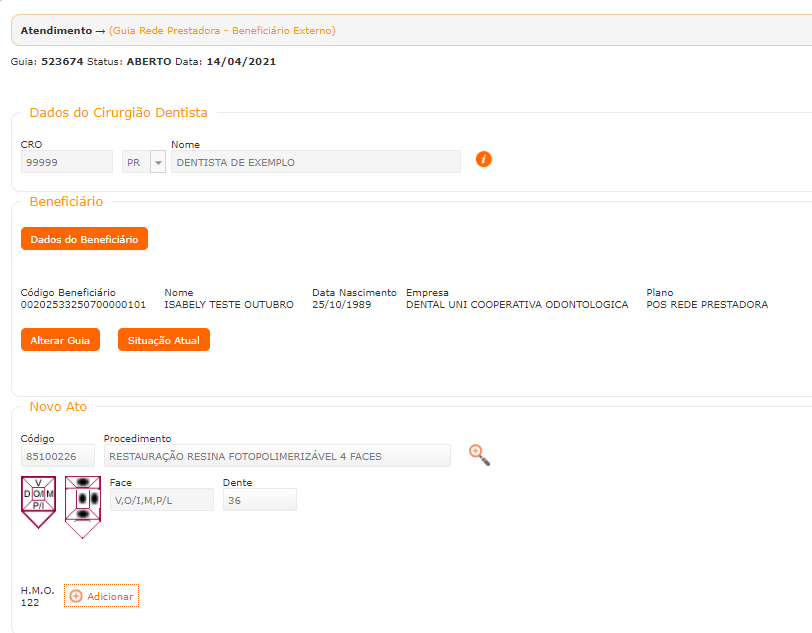 Atendimento → (Guia Rede Prestadora - Beneficiário Externo)
Guia: 523674 Status: ABERTO Data: 14/04/2021
Dados do Cirurgião Dentista
CRO Nome
99999 PR DENTISTA DE EXEMPLO i
Beneficiário
Dados do Beneficiário
Código Beneficiário Nome Data Nascimento Empresa Plano
00202533250700000101 ISABELY TESTE OUTUBRO 25/10/1989 DENTAL UNI COOPERATIVA ODONTOLOGICA POS REDE PRESTADORA
Alterar Guia Situação Atual
Novo Ato
Código Procedimento
85100226 RESTAURAÇÃO RESINA FOTOPOLIMERIZÁVEL 4 FACES
Face Dente
V
D O/I M
P/I
V,O/I,M,P/L 36
H.M.O.
122
Adicionar